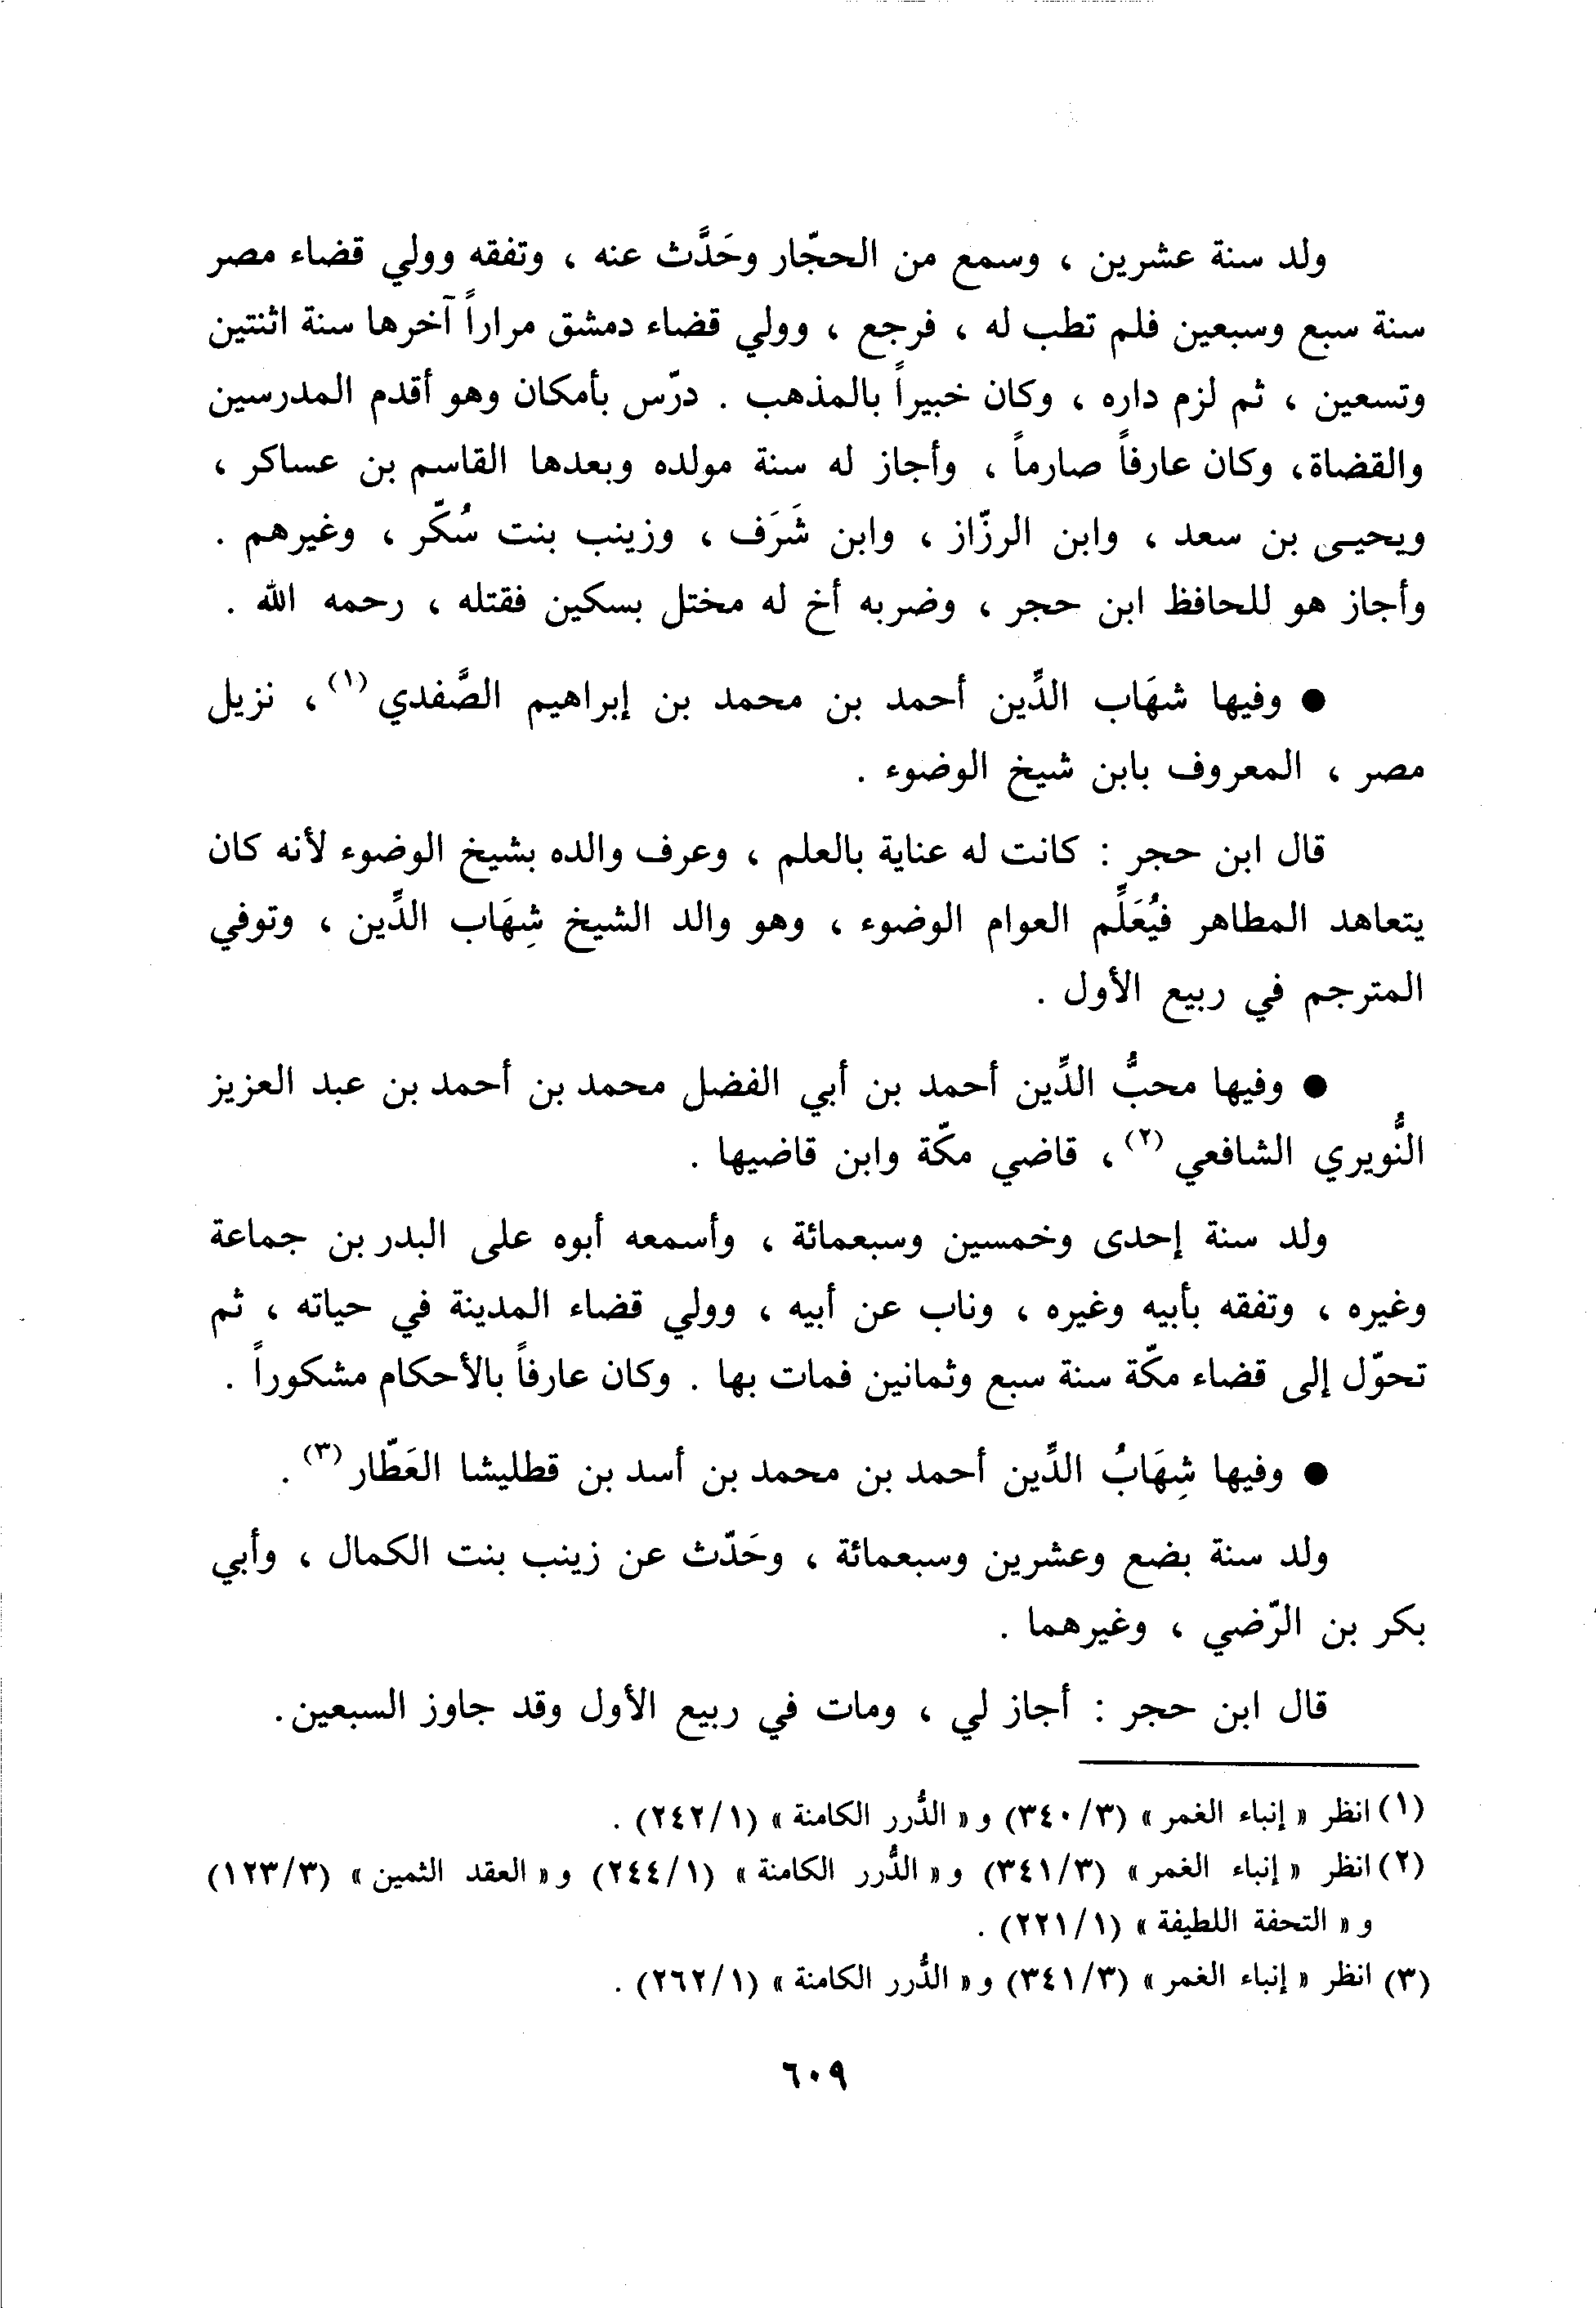 ولد سنة عشرين ، وسمع من الحجّار وحَدَّث عنه ، وتفقه وولي قضاء مصر
سنة سبع وسبعين فلم تطب له ، فرجع ، وولي قضاء دمشق مراراً آخرها سنة اثنتين
وتسعين ، ثم لزم داره ، وكان خبيراً بالمذهب . درّس بأمكان وهو أقدم المدرسين
والقضاة، وكان عارفاً صارماً ، وأجاز له سنة مولده وبعدها القاسم بن عساكر ،
ويحيى بن سعد ، وابن الرزّاز ، وابن شَرَف ، وزينب بنت سُكّر ، وغيرهم .
وأجاز هو للحافظ ابن حجر ، وضربه أخ له مختل بسكين فقتله ، رحمه الله .
● وفيها شهَاب الدِّين أحمد بن محمد بن إبراهيم الصَّفدي (١)، نزيل
مصر ، المعروف بابن شيخ الوضوء .
قال ابن حجر : كانت له عناية بالعلم ، وعرف والده بشيخ الوضوء لأنه كان
يتعاهد المطاهر فيُعَلِّم العوام الوضوء ، وهو والد الشيخ شِهَاب الدِّين ، وتوفي
المترجم في ربيع الأول .
● وفيها محبُّ الدِّين أحمد بن أبي الفضل محمد بن أحمد بن عبد العزيز
النُّويري الشافعي (٢)، قاضي مكّة وابن قاضيها .
ولد سنة إحدى وخمسين وسبعمائة ، وأسمعه أبوه على البدر بن جماعة
وغيره ، وتفقه بأبيه وغيره ، وناب عن أبيه ، وولي قضاء المدينة في حياته ، ثم
تحوّل إلى قضاء مكّة سنة سبع وثمانين فمات بها . وكان عارفاً بالأحكام مشكوراً .
● وفيها شِهَابُ الدِّين أحمد بن محمد بن أسد بن قطليشا العَطّار (٣) .
ولد سنة بضع وعشرين وسبعمائة ، وحَدّث عن زينب بنت الكمال ، وأبي
بكر بن الرّضي ، وغيرهما .
قال ابن حجر : أجاز لي ، ومات في ربيع الأول وقد جاوز السبعين.
(١) انظر « إنباء الغمر » (٣/٣٤٠) و « الدُّرر الكامنة » (١/٢٤٢) .
(٢) انظر « إنباء الغمر » (٣/٣٤١) و « الدُّرر الكامنة » (١/٢٤٤) و « العقد الثمين » (٣/١٢٣)
و « التحفة اللطيفة » (١/٢٢١) .
(٣) انظر « إنباء الغمر » (٣/٣٤١) و « الدُّرر الكامنة » (١/٢٦٢) .
٦٠٩